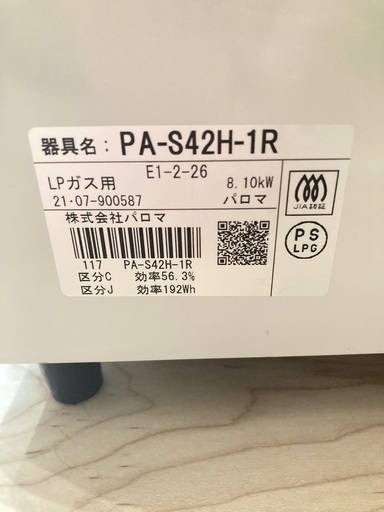 器具名： PA-S42H-1R
E1-2-26
LPガス用 8.10kW
21・07-900587 パロマ
株式会社パロマ
JIA認証
PS
LPG
117 PA-S42H-1R
区分C 効率56.3%
区分J 効率192Wh